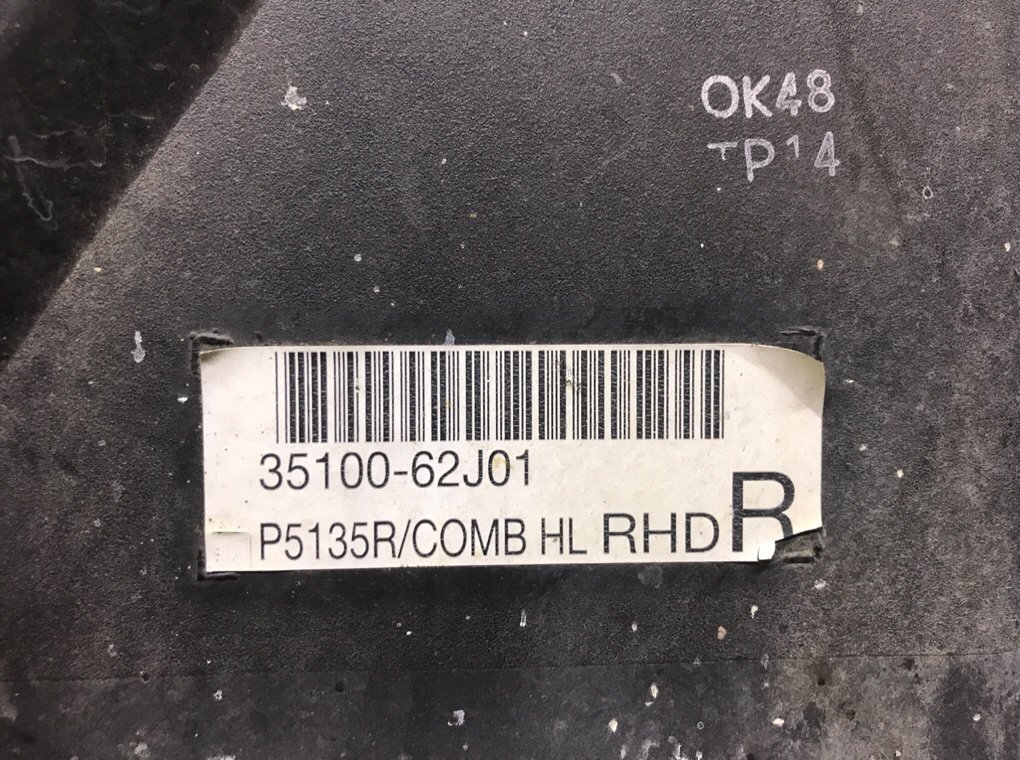 OK48
TP14
35100-62J01
P5135R/COMB HL RHD R